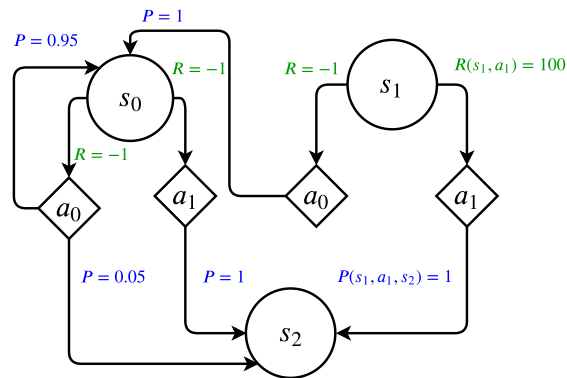 P = 1
P = 0.95
R = −1
R = −1
R(s₁, a₁) = 100
s₀
s₁
R = −1
a₀
a₁
a₀
a₁
P = 0.05
P = 1
P(s₁, a₁, s₂) = 1
s₂